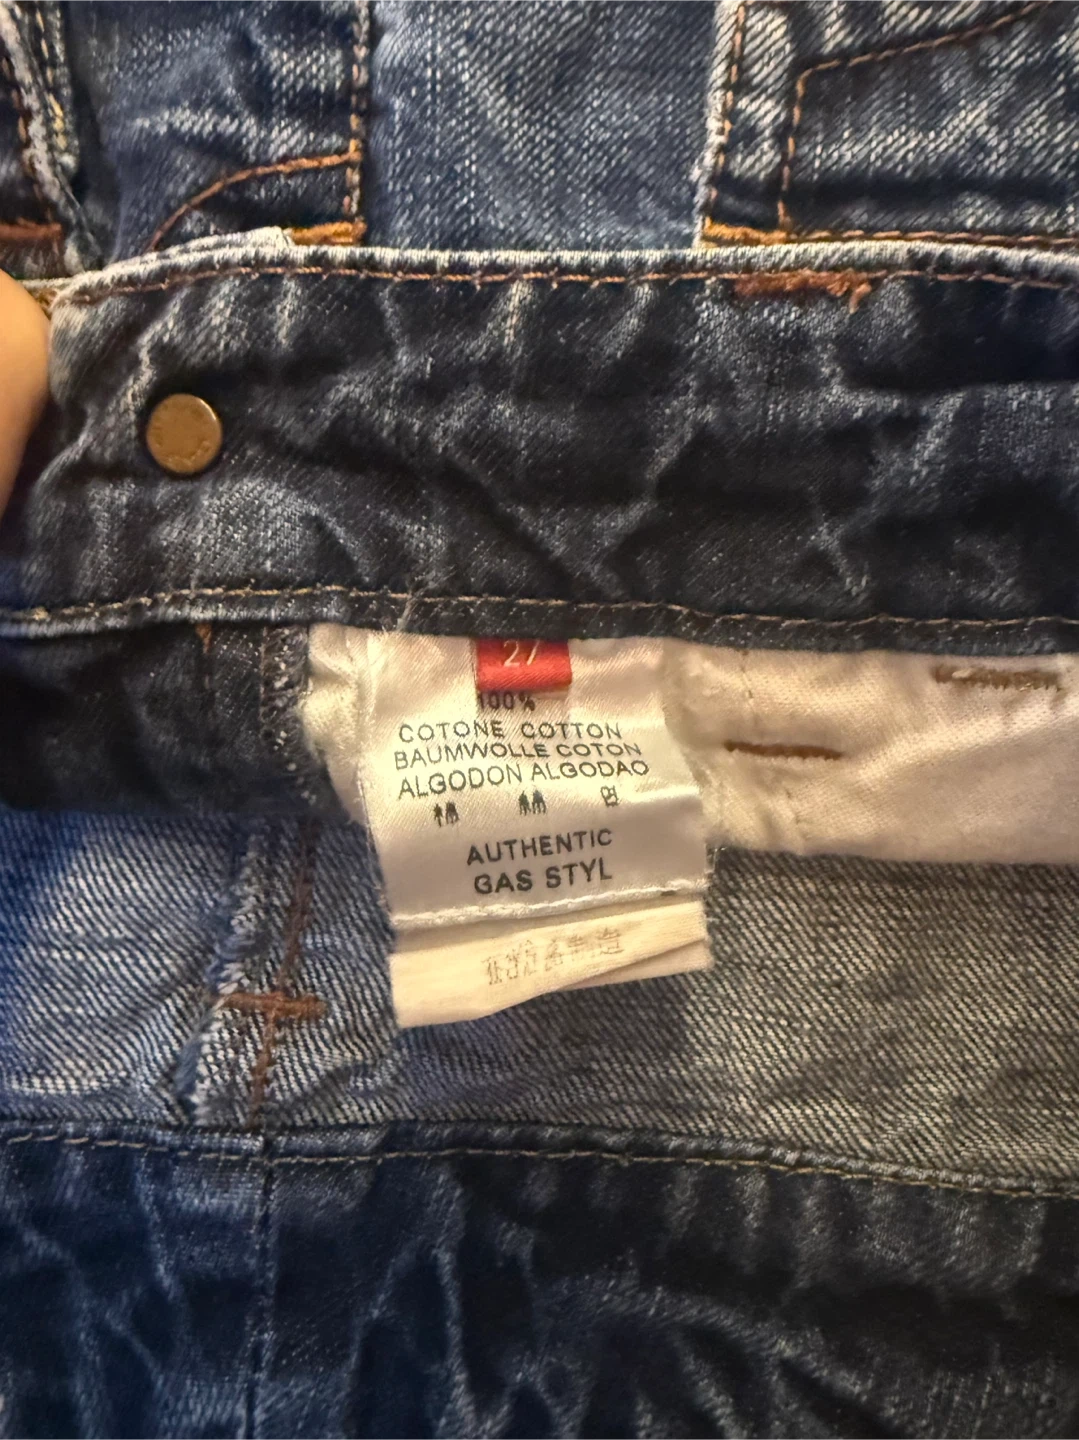 27
100%
COTONE COTTON
BAUMWOLLE COTON
ALGODON ALGODAO
AUTHENTIC
GAS STYL